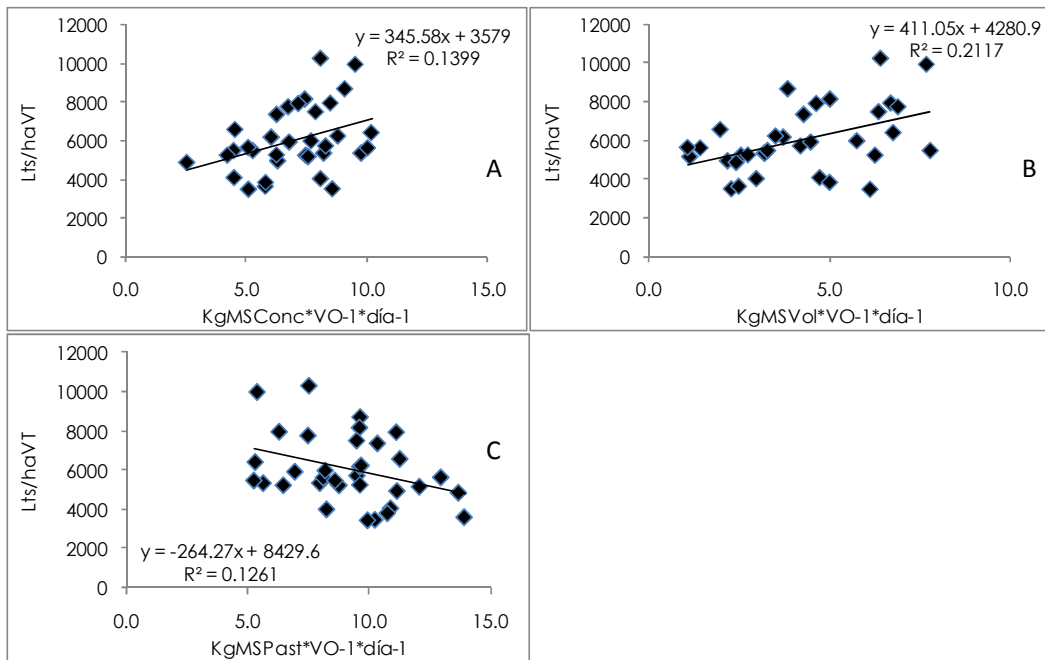 12000
10000
8000
6000
4000
2000
0
Lts/haVT
y = 345.58x + 3579
R² = 0.1399
A
0.0 5.0 10.0 15.0
KgMSConc*VO-1*día-1
12000
10000
8000
6000
4000
2000
0
Lts/haVT
y = 411.05x + 4280.9
R² = 0.2117
B
0.0 5.0 10.0
KgMSVol*VO-1*día-1
12000
10000
8000
6000
4000
2000
0
Lts/haVT
C
y = -264.27x + 8429.6
R² = 0.1261
0.0 5.0 10.0 15.0
KgMSPast*VO-1*día-1